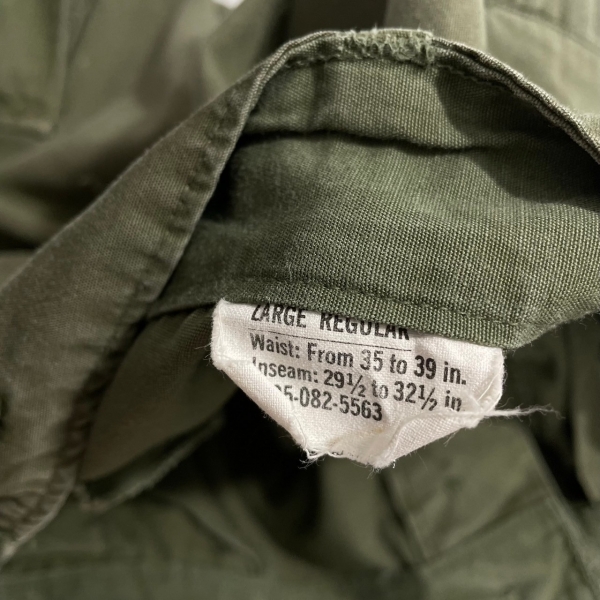 LARGE REGULAR
Waist: From 35 to 39 in.
Inseam: 29½ to 32½ in
5-082-5563